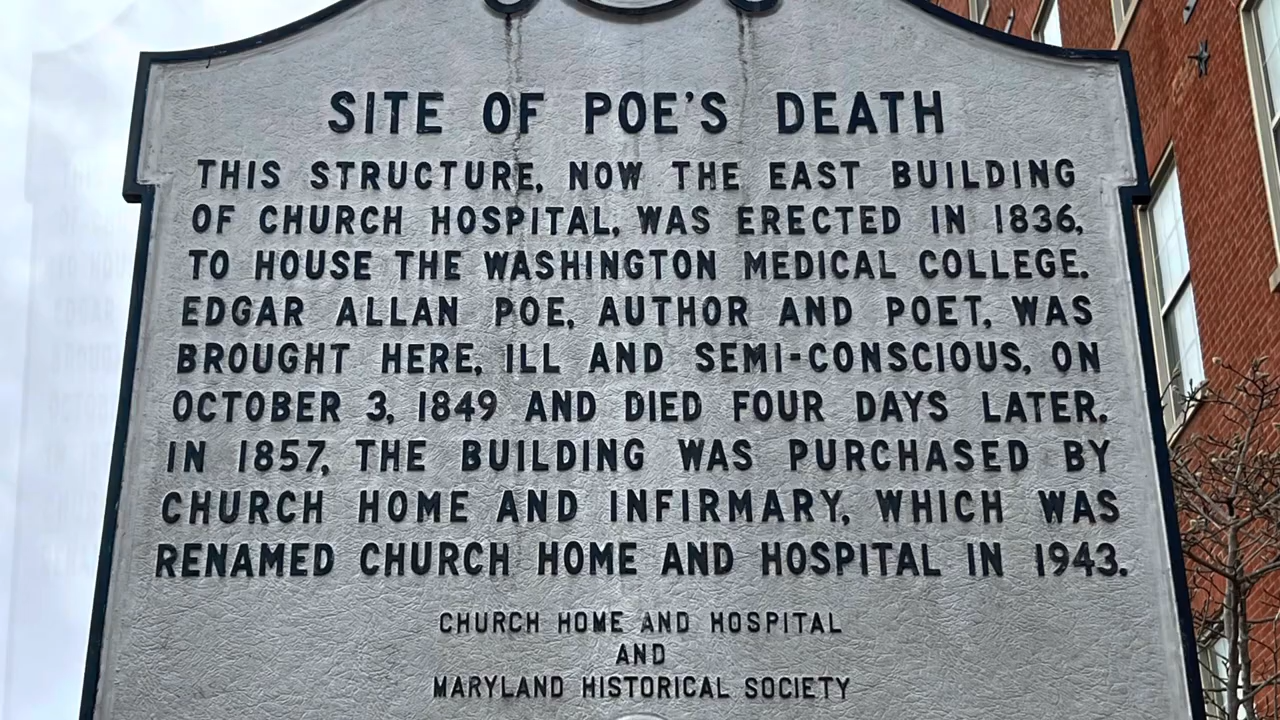 SITE OF POE'S DEATH
THIS STRUCTURE, NOW THE EAST BUILDING
OF CHURCH HOSPITAL, WAS ERECTED IN 1836,
TO HOUSE THE WASHINGTON MEDICAL COLLEGE.
EDGAR ALLAN POE, AUTHOR AND POET, WAS
BROUGHT HERE, ILL AND SEMI-CONSCIOUS, ON
OCTOBER 3, 1849 AND DIED FOUR DAYS LATER.
IN 1857, THE BUILDING WAS PURCHASED BY
CHURCH HOME AND INFIRMARY, WHICH WAS
RENAMED CHURCH HOME AND HOSPITAL IN 1943.
CHURCH HOME AND HOSPITAL
AND
MARYLAND HISTORICAL SOCIETY